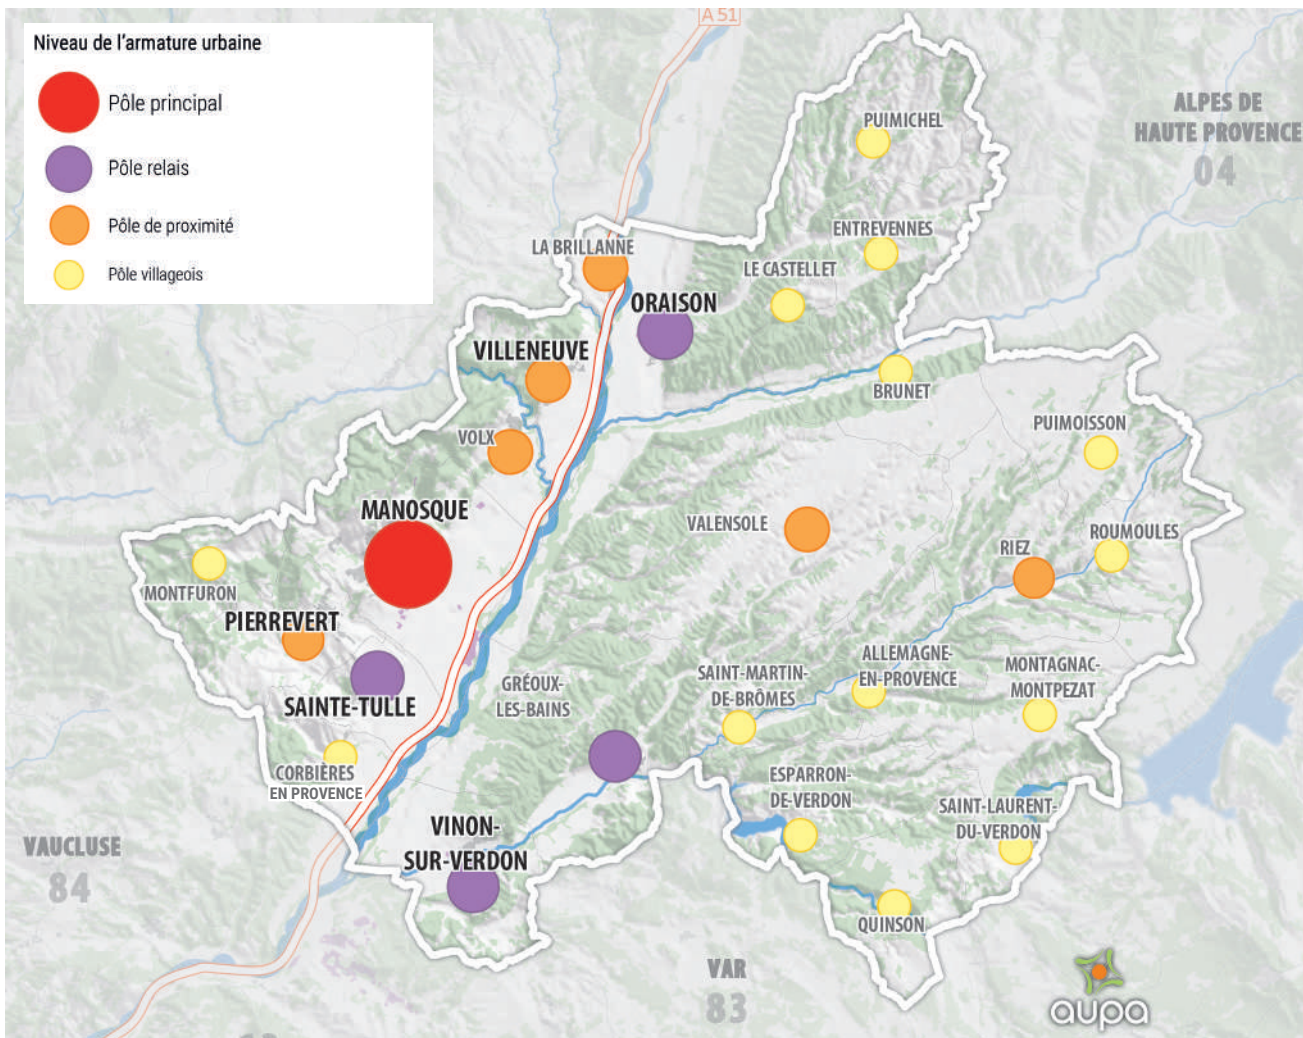 Niveau de l'armature urbaine
Pôle principal
Pôle relais
Pôle de proximité
Pôle villageois
A 51
ALPES DE
HAUTE PROVENCE
04
PUIMICHEL
ENTREVENNES
LA BRILLANNE
LE CASTELLET
ORAISON
VILLENEUVE
BRUNET
PUIMOISSON
VOLX
MANOSQUE
VALENSOLE
ROUMOULES
RIEZ
MONTFURON
PIERREVERT
ALLEMAGNE-
EN-PROVENCE
MONTAGNAC-
MONTPEZAT
SAINT-MARTIN-
DE-BRÔMES
GRÉOUX-
LES-BAINS
SAINTE-TULLE
CORBIÈRES
EN PROVENCE
ESPARRON-
DE-VERDON
SAINT-LAURENT-
DU-VERDON
VINON-
SUR-VERDON
VAUCLUSE
84
QUINSON
VAR
83
aupa